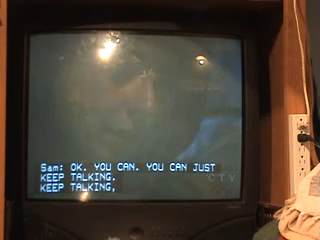 Sam: OK. YOU CAN. YOU CAN JUST
KEEP TALKING.
KEEP TALKING,
CTV